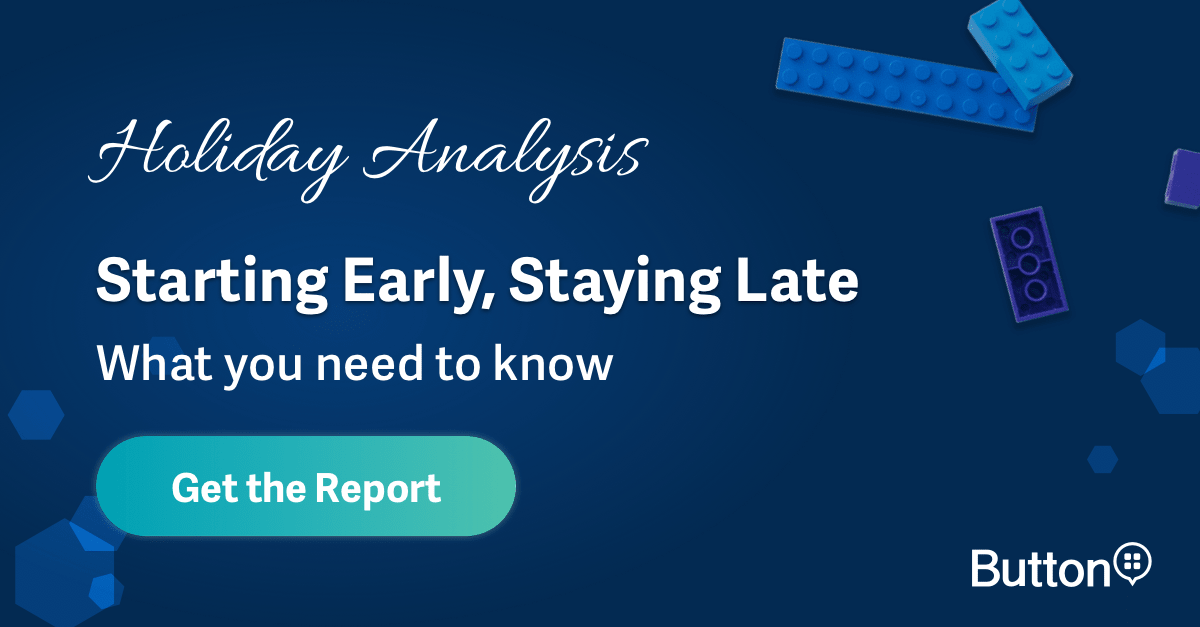 Holiday Analysis
Starting Early, Staying Late
What you need to know
Get the Report
Button